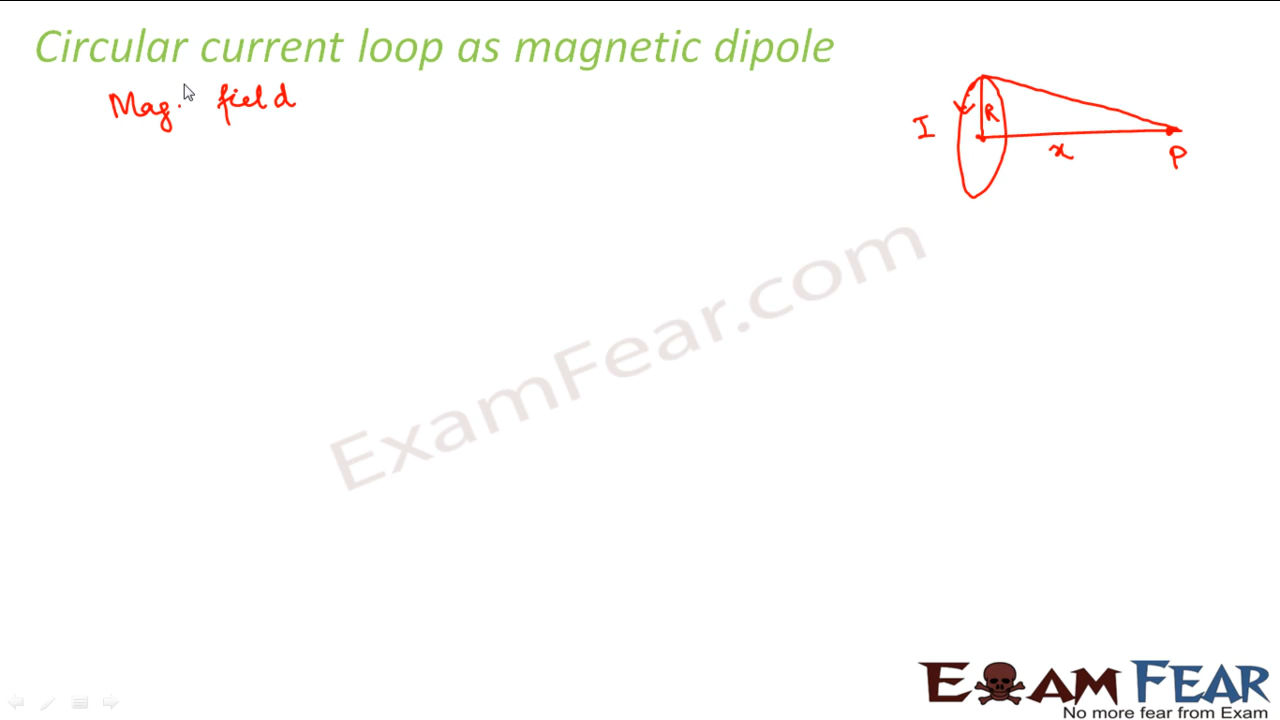 Circular current loop as magnetic dipole
Mag. field
I
R
x
P
ExamFear.com
EXAM FEAR
No more fear from Exam